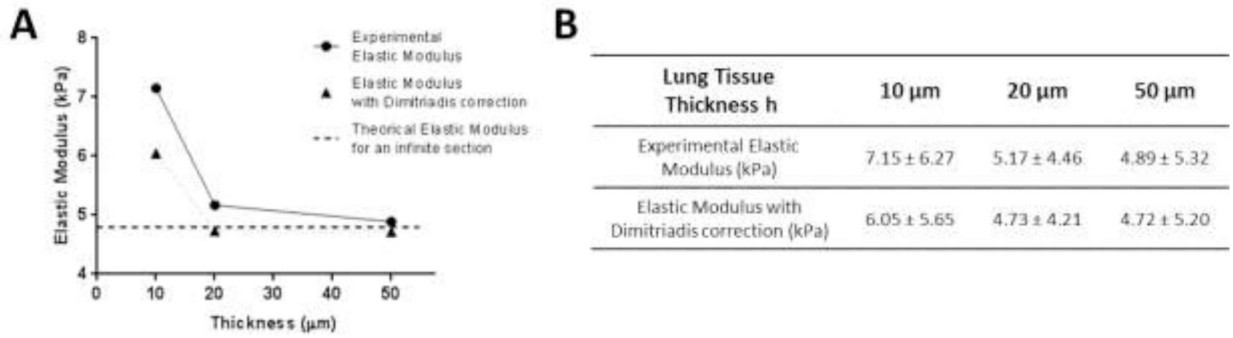 A
8
7
6
5
4
Elastic Modulus (kPa)
0 10 20 30 40 50
Thickness (μm)
Experimental
Elastic Modulus
Elastic Modulus
with Dimitriadis correction
Theorical Elastic Modulus
for an infinite section
B
Lung Tissue
Thickness h
10 μm 20 μm 50 μm
Experimental Elastic
Modulus (kPa)
7.15 ± 6.27 5.17 ± 4.46 4.89 ± 5.32
Elastic Modulus with
Dimitriadis correction (kPa)
6.05 ± 5.65 4.73 ± 4.21 4.72 ± 5.20